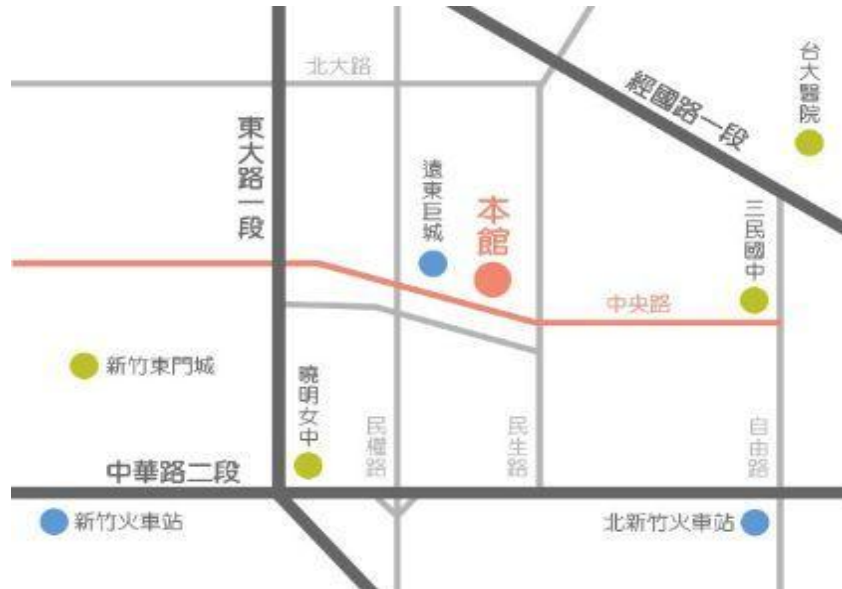 北大路
台大醫院
經國路一段
東大路一段
遠東巨城
本館
三民國中
中央路
新竹東門城
曉明女中
民權路
民生路
自由路
中華路二段
新竹火車站
北新竹火車站